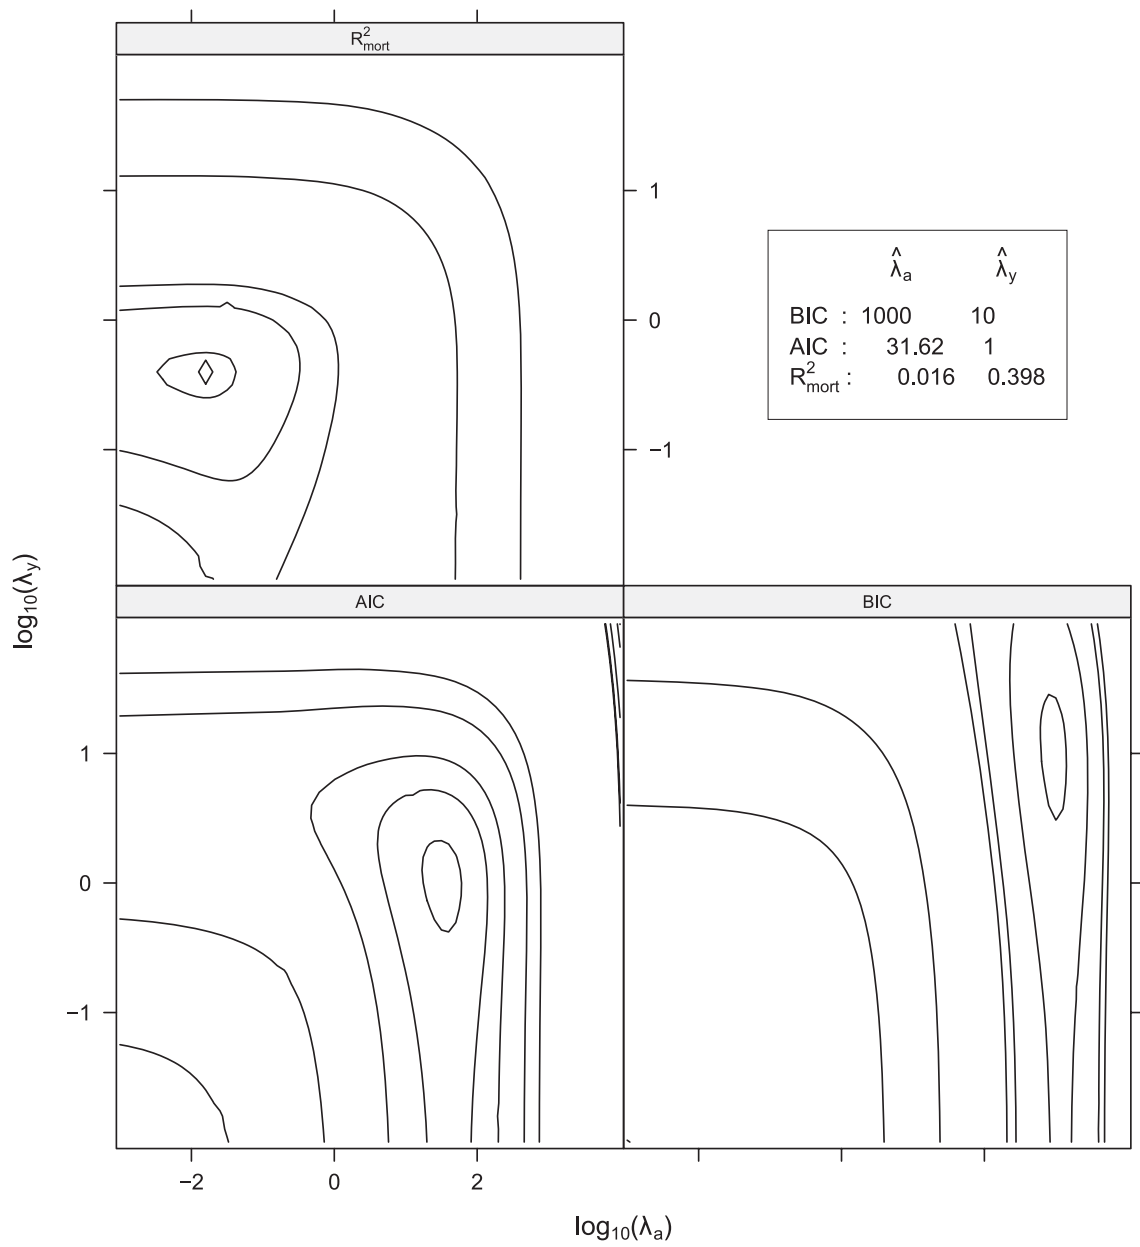 R²mort
1
0
−1
λ̂a λ̂y
BIC : 1000 10
AIC : 31.62 1
R²mort : 0.016 0.398
log10(λy)
AIC
BIC
1
0
−1
−2 0 2
log10(λa)